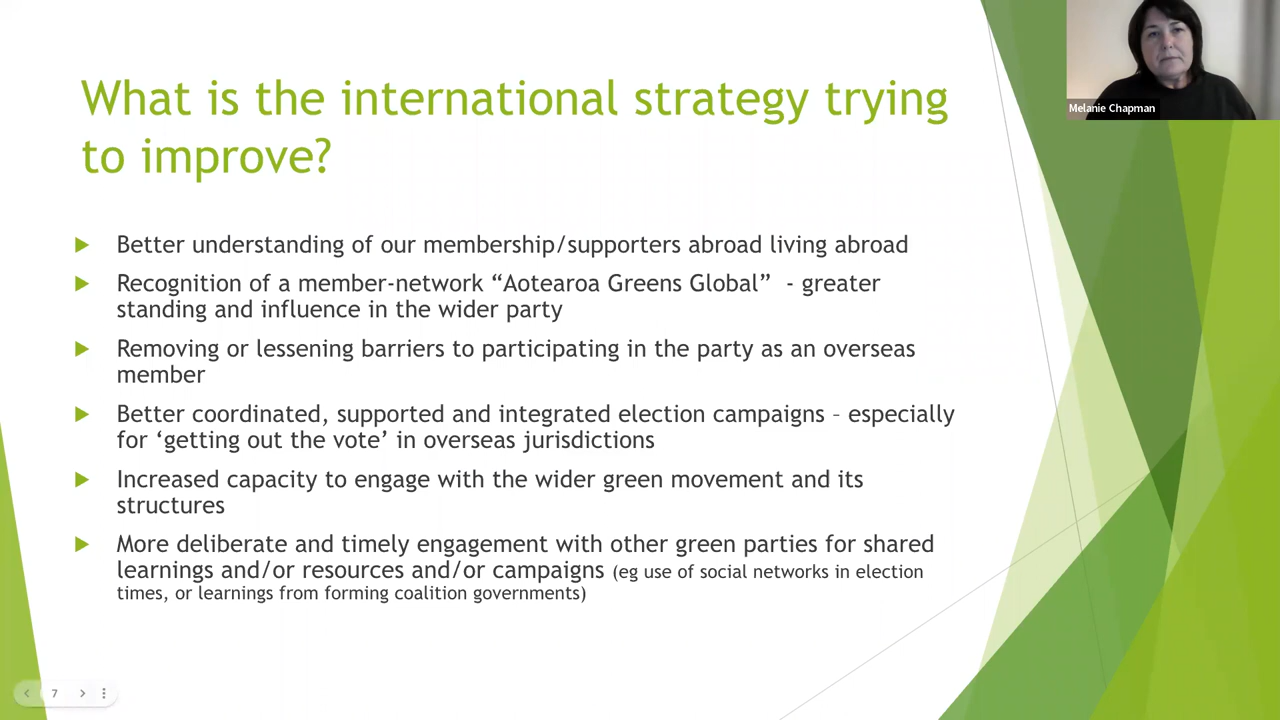 What is the international strategy trying
to improve?
Melanie Chapman
Better understanding of our membership/supporters abroad living abroad
Recognition of a member-network “Aotearoa Greens Global”  - greater
standing and influence in the wider party
Removing or lessening barriers to participating in the party as an overseas
member
Better coordinated, supported and integrated election campaigns – especially
for ‘getting out the vote’ in overseas jurisdictions
Increased capacity to engage with the wider green movement and its
structures
More deliberate and timely engagement with other green parties for shared
learnings and/or resources and/or campaigns (eg use of social networks in election
times, or learnings from forming coalition governments)
7